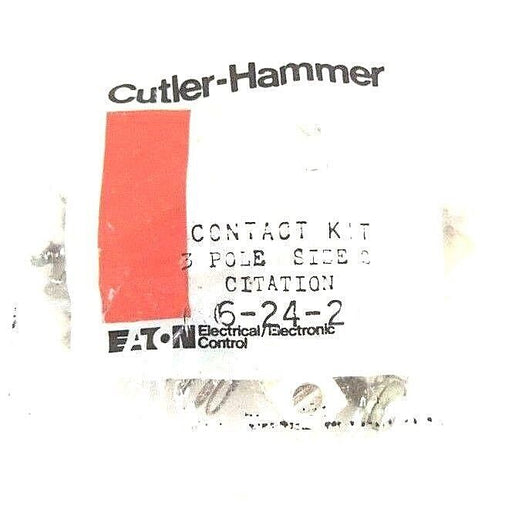 Cutler-Hammer
CONTACT KIT
3 POLE SIZE
CITATION
6-24-2
EATON Electrical/Electronic
Control